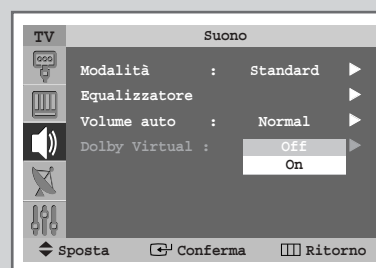 TV Suono
Modalità : Standard
Equalizzatore
Volume auto : Normal
Dolby Virtual : Off
On
Sposta Conferma Ritorno